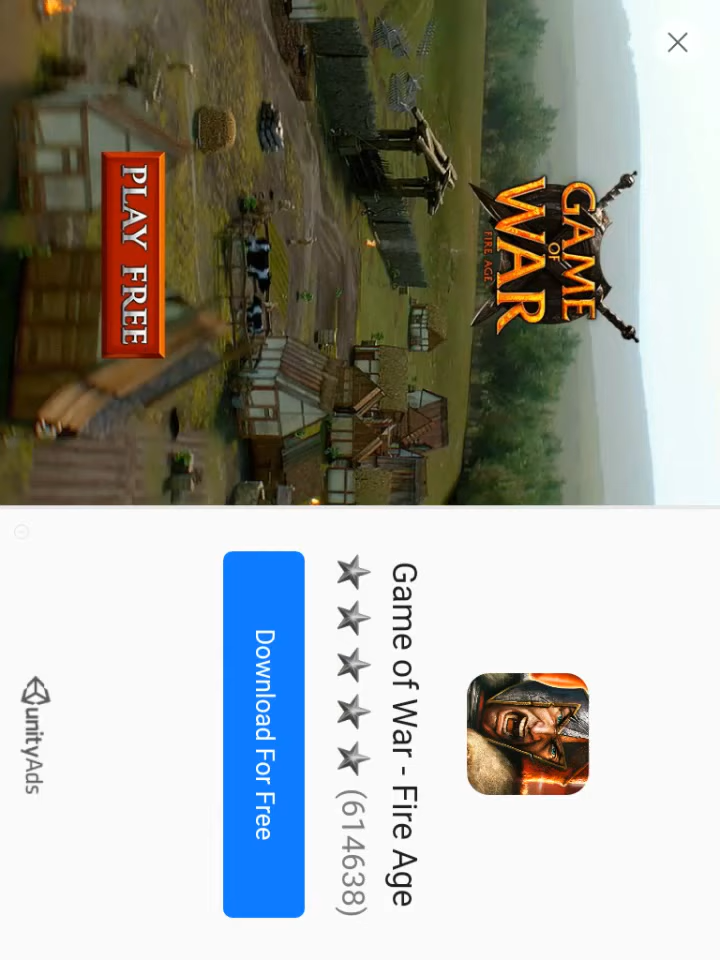 GAME
OF
WAR
FIRE AGE
PLAY FREE
Game of War - Fire Age
(614638)
Download For Free
unityAds